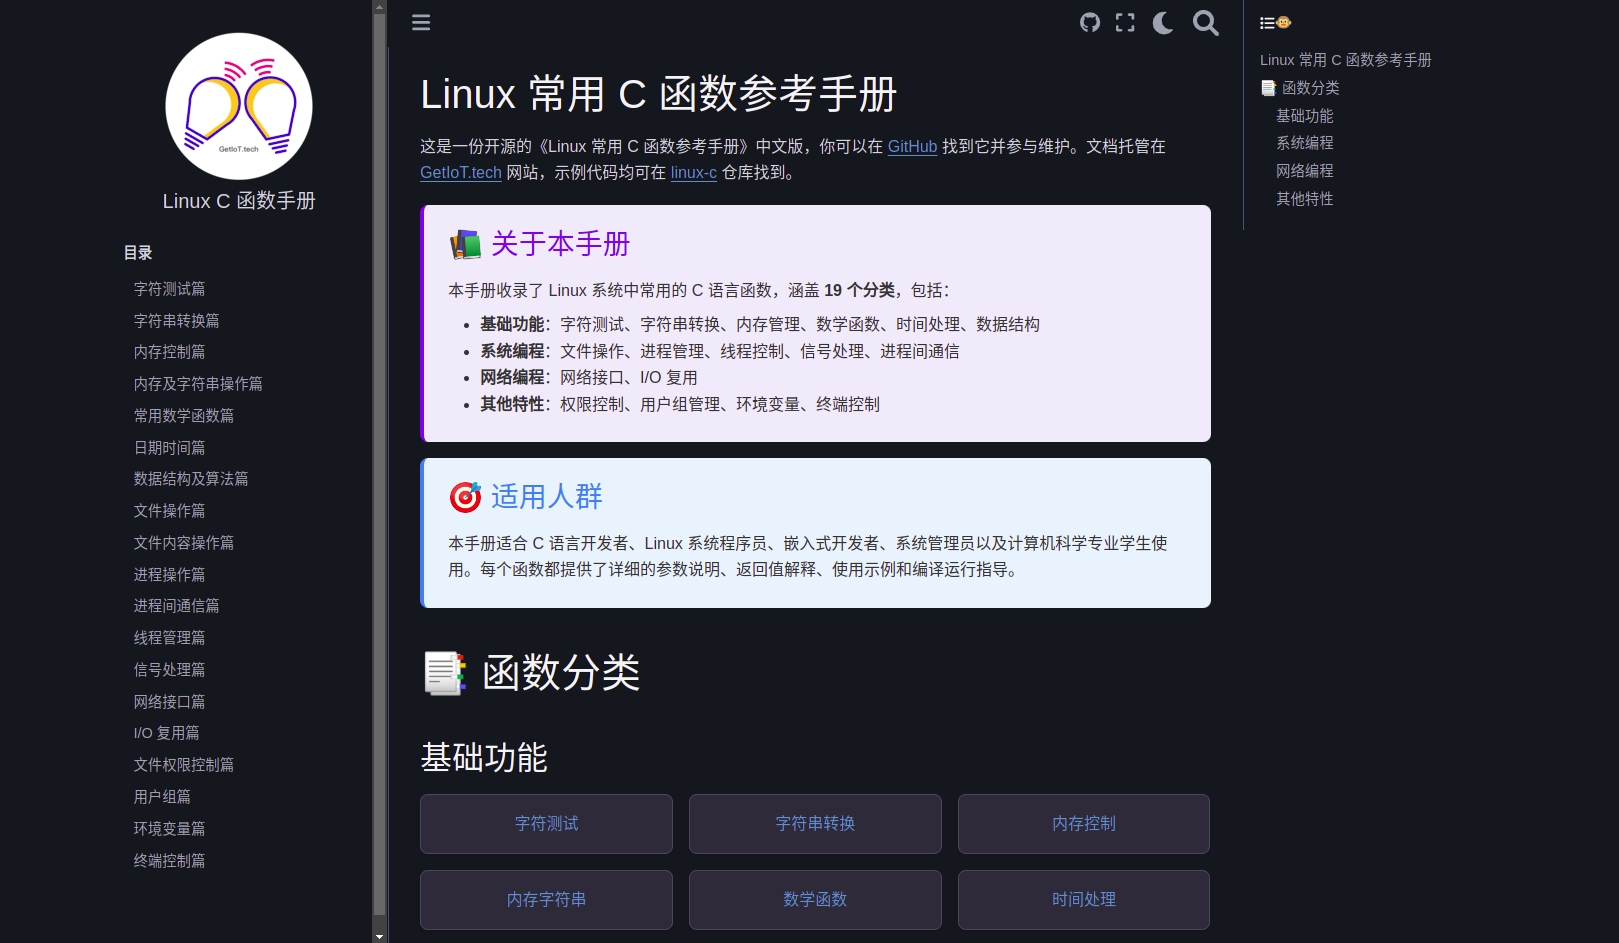 GetIoT.tech
Linux C 函数手册
目录
字符测试篇
字符串转换篇
内存控制篇
内存及字符串操作篇
常用数学函数篇
日期时间篇
数据结构及算法篇
文件操作篇
文件内容操作篇
进程操作篇
进程间通信篇
线程管理篇
信号处理篇
网络接口篇
I/O 复用篇
文件权限控制篇
用户组篇
环境变量篇
终端控制篇
Linux 常用 C 函数参考手册
这是一份开源的《Linux 常用 C 函数参考手册》中文版，你可以在 GitHub 找到它并参与维护。文档托管在
GetIoT.tech 网站，示例代码均可在 linux-c 仓库找到。
📚 关于本手册
本手册收录了 Linux 系统中常用的 C 语言函数，涵盖 19 个分类，包括：
• 基础功能：字符测试、字符串转换、内存管理、数学函数、时间处理、数据结构
• 系统编程：文件操作、进程管理、线程控制、信号处理、进程间通信
• 网络编程：网络接口、I/O 复用
• 其他特性：权限控制、用户组管理、环境变量、终端控制
🎯 适用人群
本手册适合 C 语言开发者、Linux 系统程序员、嵌入式开发者、系统管理员以及计算机科学专业学生使
用。每个函数都提供了详细的参数说明、返回值解释、使用示例和编译运行指导。
📑 函数分类
基础功能
字符测试
字符串转换
内存控制
内存字符串
数学函数
时间处理
🐵
Linux 常用 C 函数参考手册
📑 函数分类
基础功能
系统编程
网络编程
其他特性